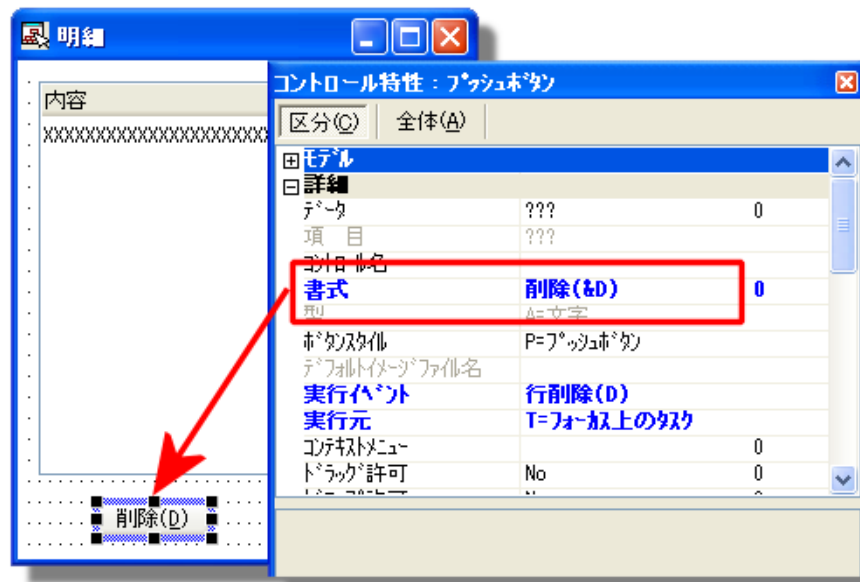 明細
内容
XXXXXXXXXXXXXXXXXXXXXXX
削除(D)
コントロール特性：プッシュボタン
区分(C) 全体(A)
モデル
詳細
データ ??? 0
項 目 ???
コントロール名
書式 削除(&D) 0
型 A=文字
ボタンスタイル P=プッシュボタン
デフォルトイメージファイル名
実行イベント 行削除(D)
実行元 T=フォーカス上のタスク
コンテキストメニュー 0
ドラッグ許可 No 0